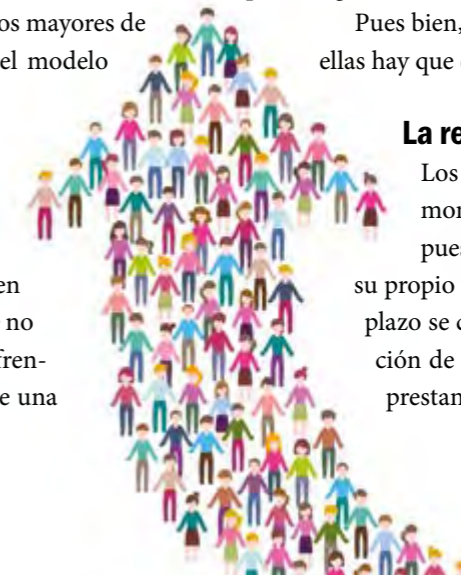 os mayores de
el modelo
en
no
fren-
e una
Pues bien,
ellas hay que
La re
Los
mon
pues
su propio
plazo se
ción de
prestan